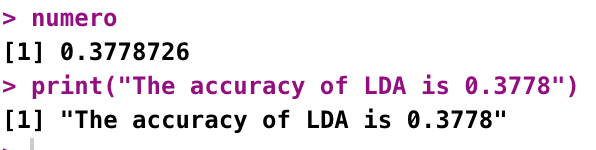 > numero
[1] 0.3778726
> print("The accuracy of LDA is 0.3778")
[1] "The accuracy of LDA is 0.3778"